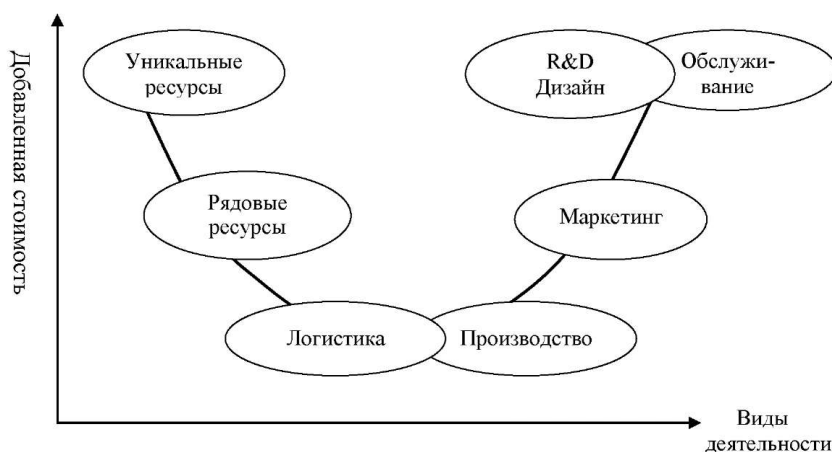 Добавленная стоимость
Уникальные
ресурсы
R&D
Дизайн
Обслужи-
вание
Рядовые
ресурсы
Маркетинг
Логистика
Производство
Виды
деятельности